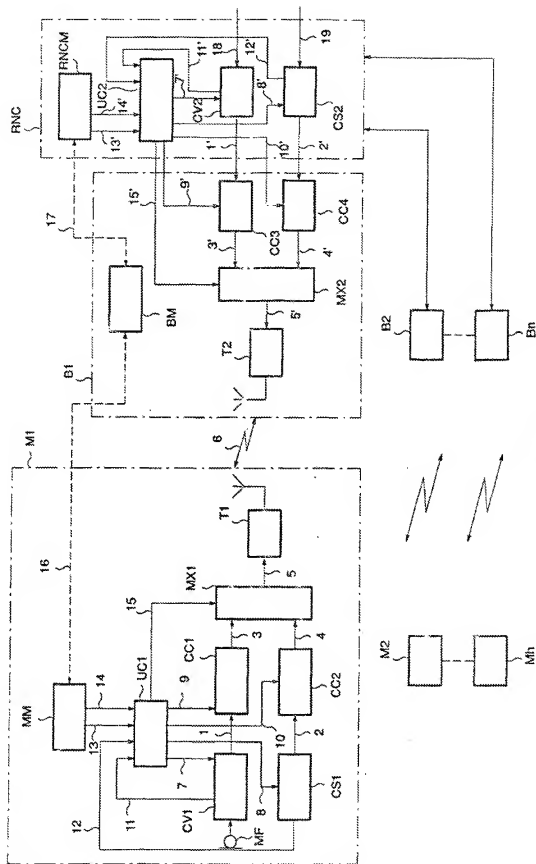 RNC
RNCM
UC2
11'
18
19
12'
14'
13'
7'
CV2
8'
CS2
1'
10'
2'
15'
9'
17
CC3
CC4
3'
4'
BM
MX2
B1
5'
T2
B2
Bn
6
M1
T1
16
MX1
5
15
CC1
3
4
UC1
MM
14
9
CC2
M2
Mh
13
1
10
2
7
8
12
11
CV1
MF
CS1